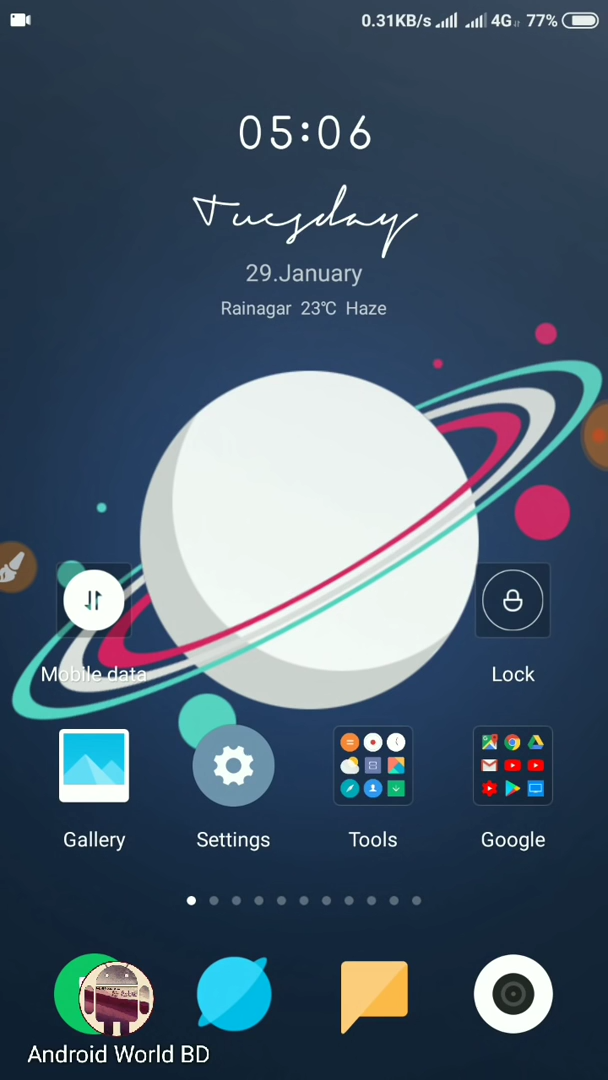 0.31KB/s 4G 77%
05:06
Tuesday
29.January
Rainagar 23℃ Haze
Mobile data
Lock
Gallery
Settings
Tools
Google
Android World BD